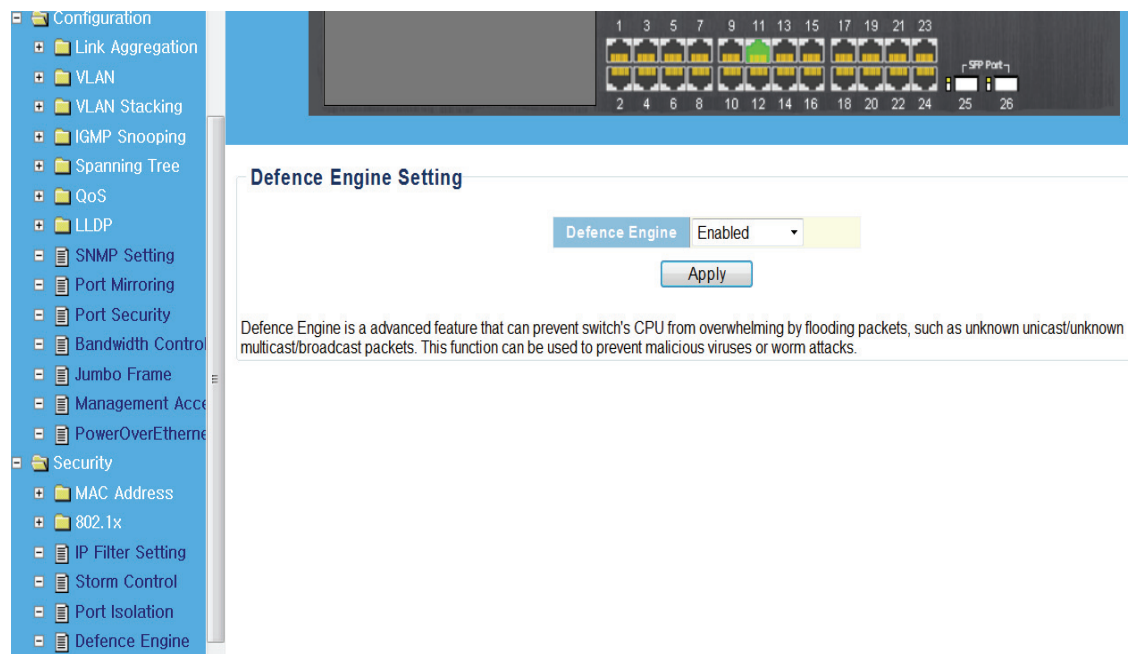 Configuration
Link Aggregation
VLAN
VLAN Stacking
IGMP Snooping
Spanning Tree
QoS
LLDP
SNMP Setting
Port Mirroring
Port Security
Bandwidth Control
Jumbo Frame
Management Acce
PowerOverEtherne
Security
MAC Address
802.1x
IP Filter Setting
Storm Control
Port Isolation
Defence Engine
1 3 5 7 9 11 13 15 17 19 21 23
SFP Port
2 4 6 8 10 12 14 16 18 20 22 24 25 26
Defence Engine Setting
Defence Engine Enabled
Apply
Defence Engine is a advanced feature that can prevent switch's CPU from overwhelming by flooding packets, such as unknown unicast/unknown
multicast/broadcast packets. This function can be used to prevent malicious viruses or worm attacks.